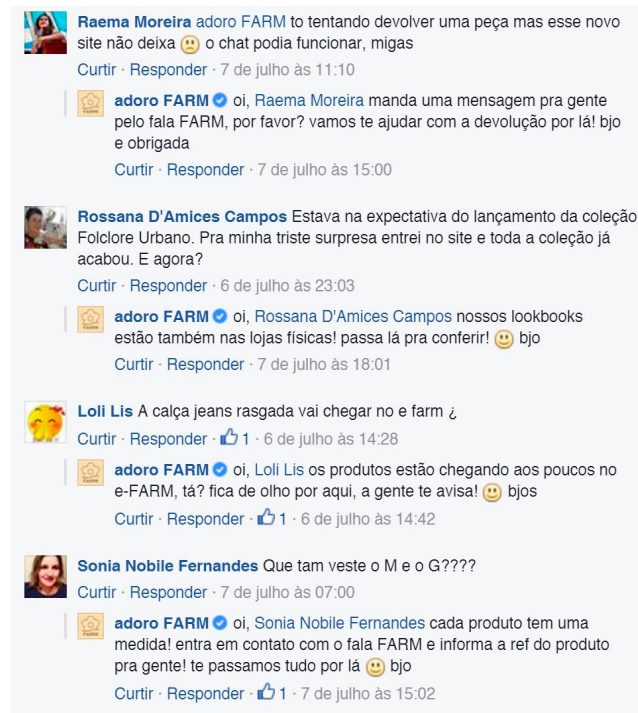 Raema Moreira adoro FARM to tentando devolver uma peça mas esse novo
site não deixa o chat podia funcionar, migas
Curtir · Responder · 7 de julho às 11:10
adoro FARM oi, Raema Moreira manda uma mensagem pra gente
pelo fala FARM, por favor? vamos te ajudar com a devolução por lá! bjo
e obrigada
Curtir · Responder · 7 de julho às 15:00
Rossana D'Amices Campos Estava na expectativa do lançamento da coleção
Folclore Urbano. Pra minha triste surpresa entrei no site e toda a coleção já
acabou. E agora?
Curtir · Responder · 6 de julho às 23:03
adoro FARM oi, Rossana D'Amices Campos nossos lookbooks
estão também nas lojas físicas! passa lá pra conferir! bjo
Curtir · Responder · 7 de julho às 18:01
Loli Lis A calça jeans rasgada vai chegar no e farm ¿
Curtir · Responder · 1 · 6 de julho às 14:28
adoro FARM oi, Loli Lis os produtos estão chegando aos poucos no
e-FARM, tá? fica de olho por aqui, a gente te avisa! bjos
Curtir · Responder · 1 · 6 de julho às 14:42
Sonia Nobile Fernandes Que tam veste o M e o G????
Curtir · Responder · 7 de julho às 07:00
adoro FARM oi, Sonia Nobile Fernandes cada produto tem uma
medida! entra em contato com o fala FARM e informa a ref do produto
pra gente! te passamos tudo por lá bjo
Curtir · Responder · 1 · 7 de julho às 15:02